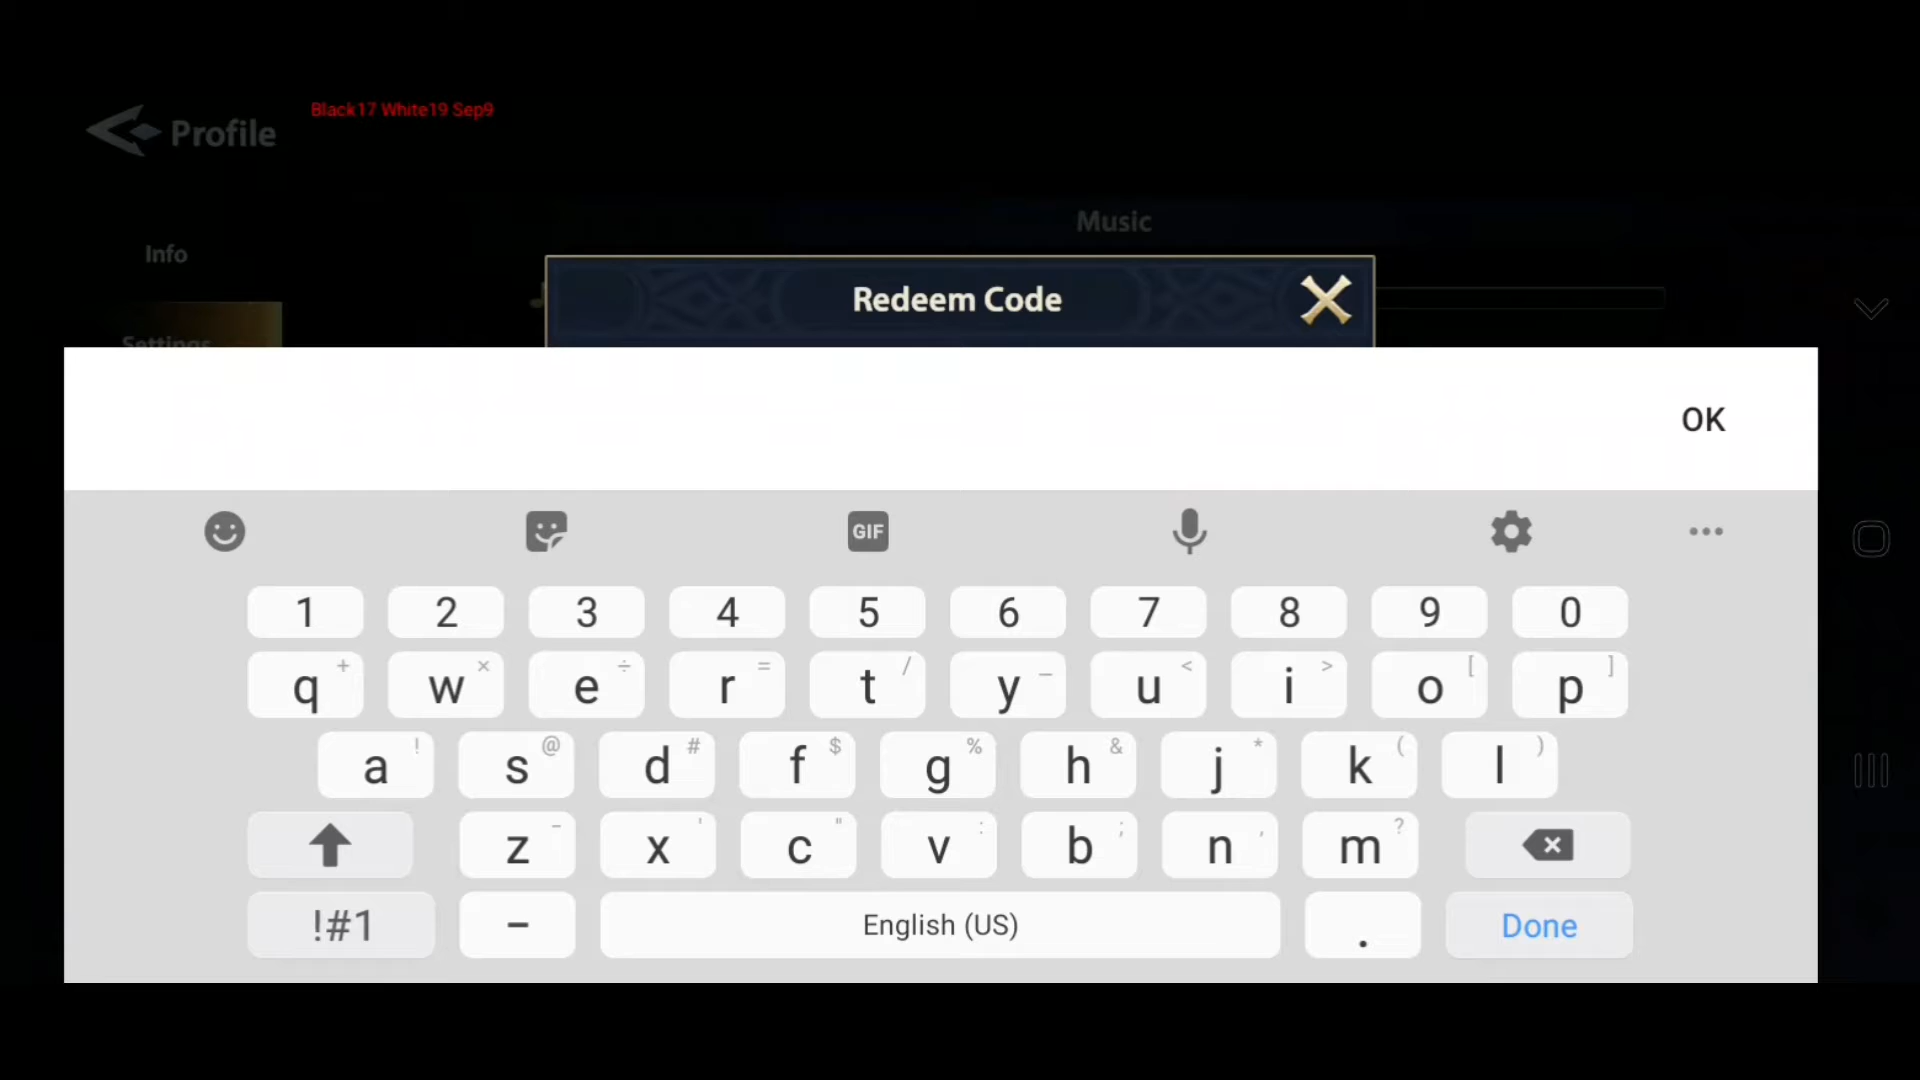 Black17 White19 Sep9
Profile
Music
Info
Redeem Code
Settings
OK
GIF
1 2 3 4 5 6 7 8 9 0
q + w × e ÷ r = t / y _ u < i > o [ p ]
a ! s @ d # f $ g % h & j * k ( l )
z - x ' c " v : b ; n , m ?
!#1 - English (US) . Done